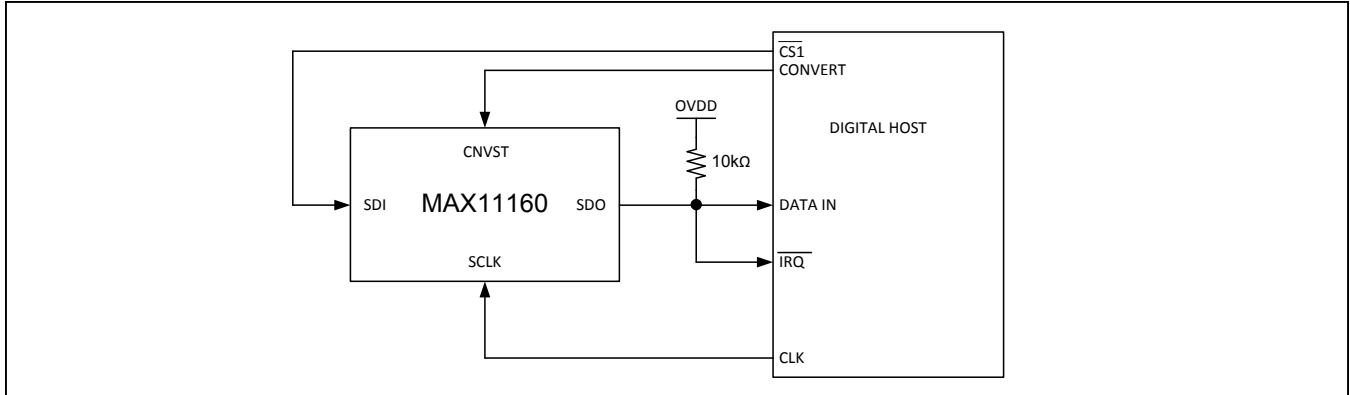 CS1
CONVERT
OVDD
DIGITAL HOST
CNVST
10kΩ
SDI
MAX11160
SDO
DATA IN
SCLK
IRQ
CLK